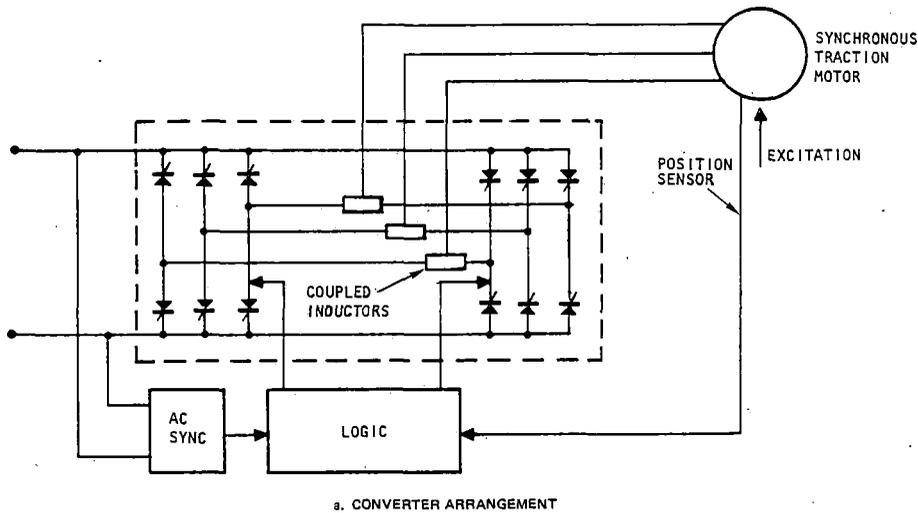 SYNCHRONOUS
TRACTION
MOTOR
POSITION
SENSOR
EXCITATION
COUPLED
INDUCTORS
AC
SYNC
LOGIC
a. CONVERTER ARRANGEMENT